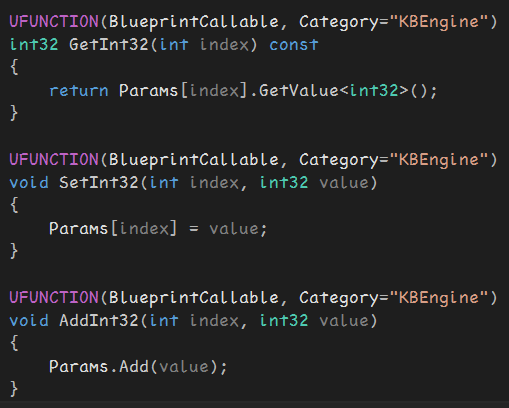 UFUNCTION(BlueprintCallable, Category="KBEngine")
int32 GetInt32(int index) const
{
    return Params[index].GetValue<int32>();
}

UFUNCTION(BlueprintCallable, Category="KBEngine")
void SetInt32(int index, int32 value)
{
    Params[index] = value;
}

UFUNCTION(BlueprintCallable, Category="KBEngine")
void AddInt32(int index, int32 value)
{
    Params.Add(value);
}